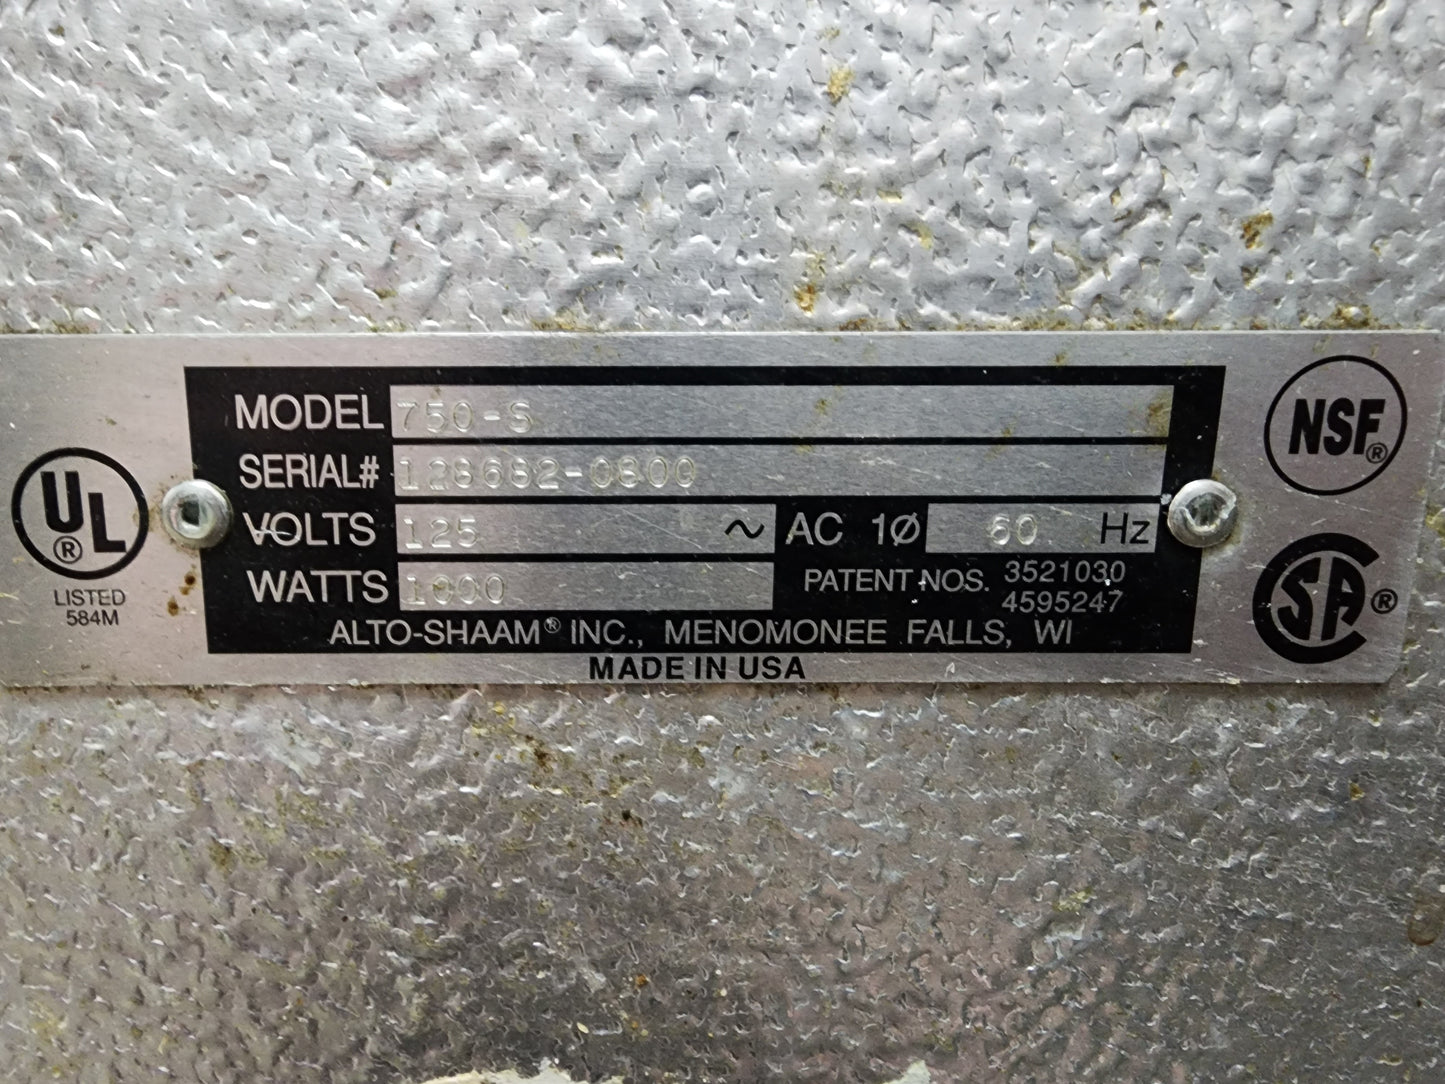 MODEL 750-S
SERIAL# 128682-0800
VOLTS 125 ~ AC 1Ø 60 Hz
WATTS 1000 PATENT NOS. 3521030
4595247
ALTO-SHAAM® INC., MENOMONEE FALLS, WI
MADE IN USA
UL®
LISTED
584M
NSF®
CSA®